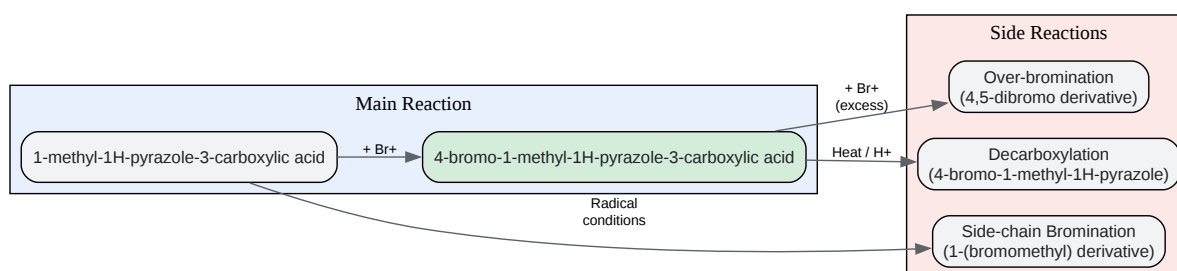 Side Reactions
Over-bromination
(4,5-dibromo derivative)
Main Reaction
+ Br+
(excess)
1-methyl-1H-pyrazole-3-carboxylic acid
+ Br+
4-bromo-1-methyl-1H-pyrazole-3-carboxylic acid
Heat / H+
Decarboxylation
(4-bromo-1-methyl-1H-pyrazole)
Radical
conditions
Side-chain Bromination
(1-(bromomethyl) derivative)